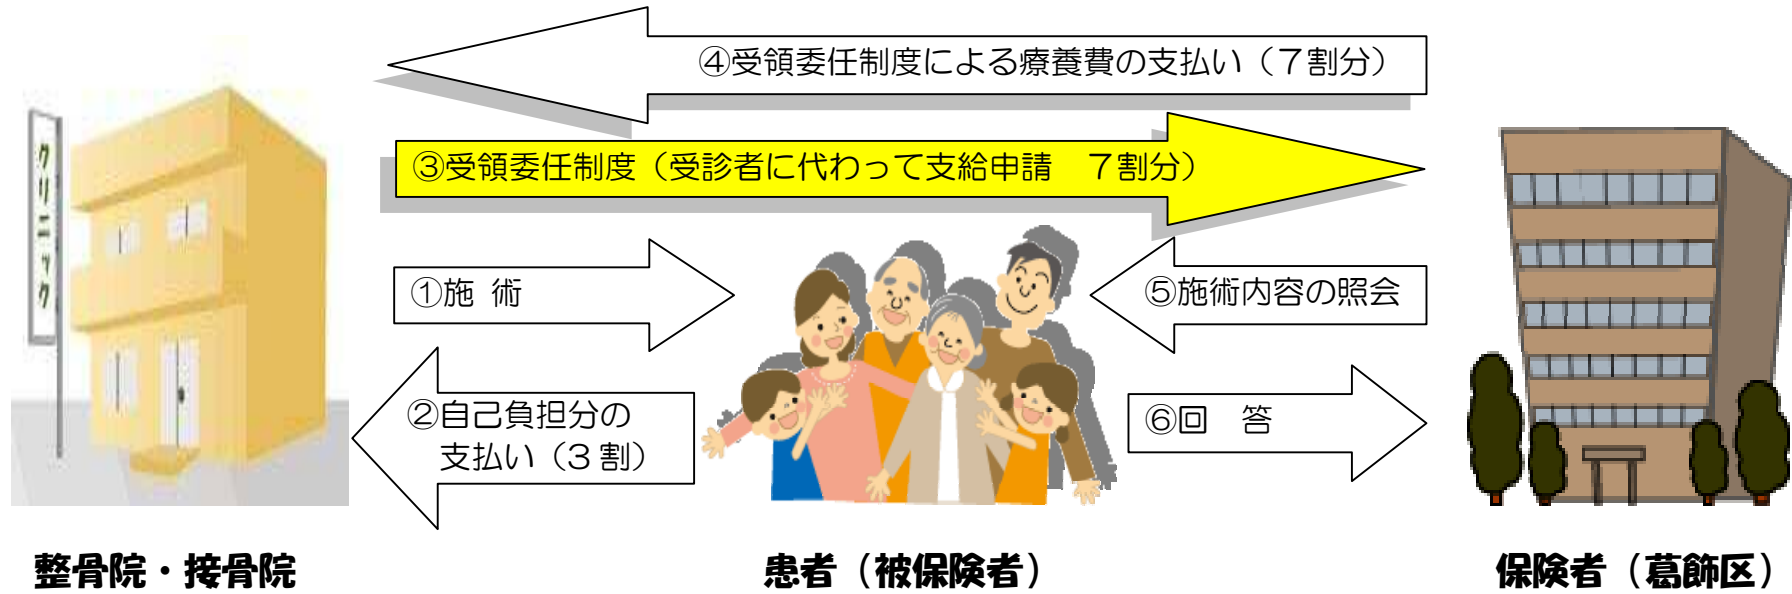 ④受領委任制度による療養費の支払い（７割分）
③受領委任制度（受診者に代わって支給申請　７割分）
クリニック
①施 術
⑤施術内容の照会
②自己負担分の
支払い（３割）
⑥回　答
整骨院・接骨院
患者（被保険者）
保険者（葛飾区）